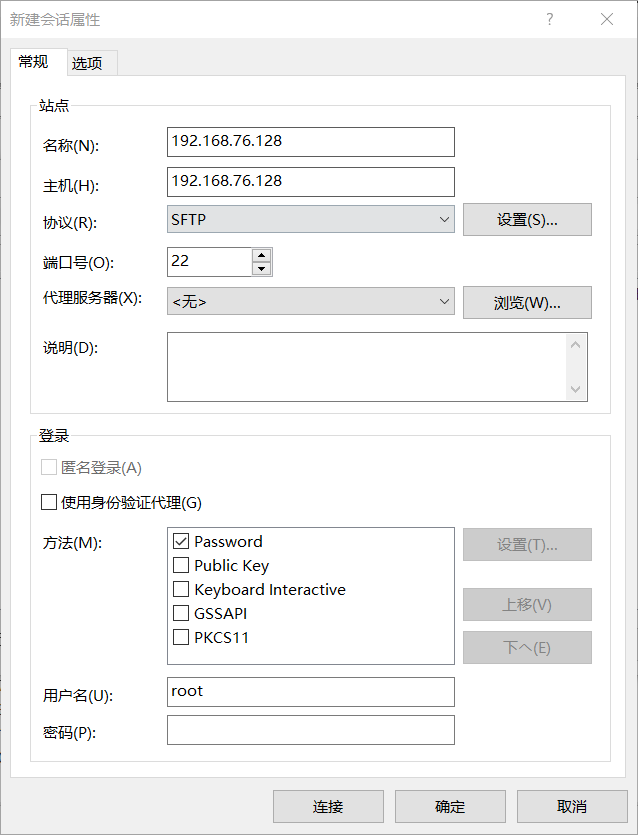 新建会话属性 ?
常规 选项
站点
名称(N): 192.168.76.128
主机(H): 192.168.76.128
协议(R): SFTP 设置(S)...
端口号(O): 22
代理服务器(X): <无> 浏览(W)...
说明(D):
登录
匿名登录(A)
使用身份验证代理(G)
方法(M): Password 设置(T)...
Public Key
Keyboard Interactive 上移(V)
GSSAPI
PKCS11 下へ(E)
用户名(U): root
密码(P):
连接 确定 取消